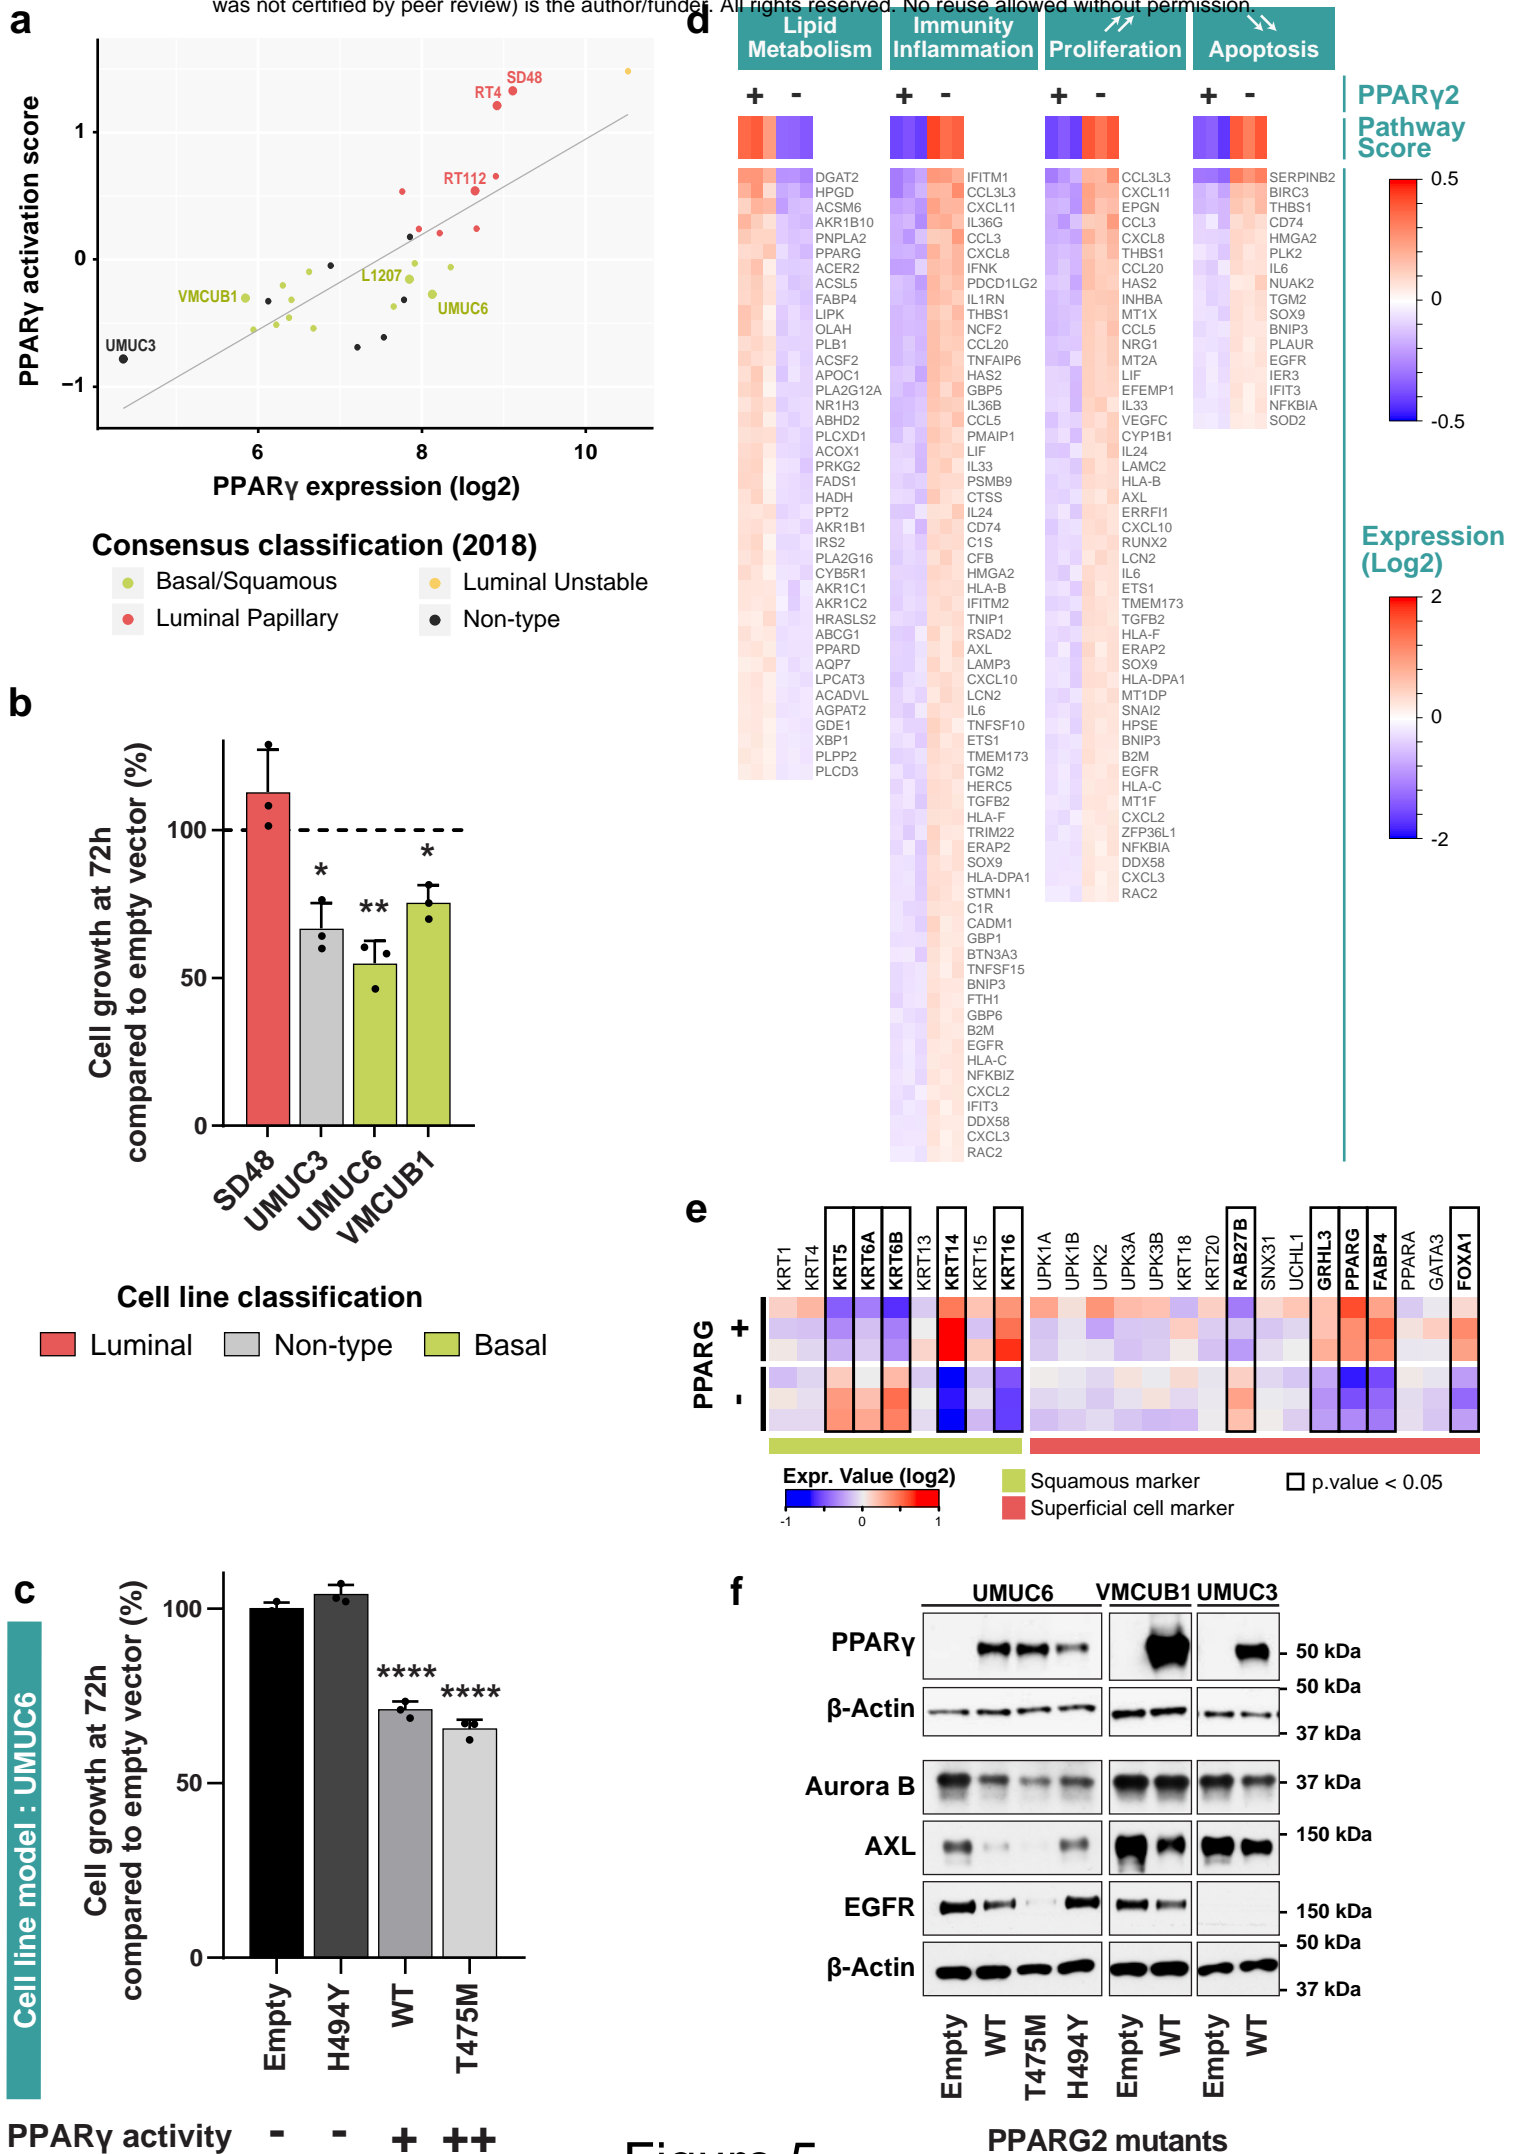 was not certified by peer review) is the author/funder. All rights reserved. No reuse allowed without permission.
a
PPARγ activation score
1
0
−1
6
8
10
PPARγ expression (log2)
SD48
RT4
RT112
L1207
VMCUB1
UMUC6
UMUC3
Consensus classification (2018)
Basal/Squamous
Luminal Unstable
Luminal Papillary
Non-type
b
Cell growth at 72h
compared to empty vector (%)
100
50
0
*
**
*
SD48
UMUC3
UMUC6
VMCUB1
Cell line classification
Luminal
Non-type
Basal
c
Cell line model : UMUC6
Cell growth at 72h
compared to empty vector (%)
100
50
0
****
****
Empty
H494Y
WT
T475M
PPARγ activity
- - + ++
d
Lipid
Metabolism
Immunity
Inflammation
Proliferation
Apoptosis
+ - + - + - + -
PPARγ2
Pathway
Score
DGAT2
HPGD
ACSM6
AKR1B10
PNPLA2
PPARG
ACER2
ACSL5
FABP4
LIPK
OLAH
PLB1
ACSF2
APOC1
PLA2G12A
NR1H3
ABHD2
PLCXD1
ACOX1
PRKG2
FADS1
HADH
PPT2
AKR1B1
IRS2
PLA2G16
CYB5R1
AKR1C1
AKR1C2
HRASLS2
ABCG1
PPARD
AQP7
LPCAT3
ACADVL
AGPAT2
GDE1
XBP1
PLPP2
PLCD3
IFITM1
CCL3L3
CXCL11
IL36G
CCL3
CXCL8
IFNK
PDCD1LG2
IL1RN
THBS1
NCF2
CCL20
TNFAIP6
HAS2
GBP5
IL36B
CCL5
PMAIP1
LIF
IL33
PSMB9
CTSS
IL24
CD74
C1S
CFB
HMGA2
HLA-B
IFITM2
TNIP1
RSAD2
AXL
LAMP3
CXCL10
LCN2
IL6
TNFSF10
ETS1
TMEM173
TGM2
HERC5
TGFB2
HLA-F
TRIM22
ERAP2
SOX9
HLA-DPA1
STMN1
C1R
CADM1
GBP1
BTN3A3
TNFSF15
BNIP3
FTH1
GBP6
B2M
EGFR
HLA-C
NFKBIZ
CXCL2
IFIT3
DDX58
CXCL3
RAC2
CCL3L3
CXCL11
EPGN
CCL3
CXCL8
THBS1
CCL20
HAS2
INHBA
MT1X
CCL5
NRG1
MT2A
LIF
EFEMP1
IL33
VEGFC
CYP1B1
IL24
LAMC2
HLA-B
AXL
ERRFI1
CXCL10
RUNX2
LCN2
IL6
ETS1
TMEM173
TGFB2
HLA-F
ERAP2
SOX9
HLA-DPA1
MT1DP
SNAI2
HPSE
BNIP3
B2M
EGFR
HLA-C
MT1F
CXCL2
ZFP36L1
NFKBIA
DDX58
CXCL3
RAC2
SERPINB2
BIRC3
THBS1
CD74
HMGA2
PLK2
IL6
NUAK2
TGM2
SOX9
BNIP3
PLAUR
EGFR
IER3
IFIT3
NFKBIA
SOD2
0.5
0
-0.5
Expression
(Log2)
2
0
-2
e
KRT1
KRT4
KRT5
KRT6A
KRT6B
KRT13
KRT14
KRT15
KRT16
UPK1A
UPK1B
UPK2
UPK3A
UPK3B
KRT18
KRT20
RAB27B
SNX31
UCHL1
GRHL3
PPARG
FABP4
PPARA
GATA3
FOXA1
PPARG
+
-
Expr. Value (log2)
-1 0 1
Squamous marker
Superficial cell marker
p.value < 0.05
f
UMUC6 VMCUB1 UMUC3
PPARγ
50 kDa
50 kDa
β-Actin
37 kDa
Aurora B
37 kDa
AXL
150 kDa
EGFR
150 kDa
50 kDa
β-Actin
37 kDa
Empty
WT
T475M
H494Y
Empty
WT
Empty
WT
PPARG2 mutants
Figure 5